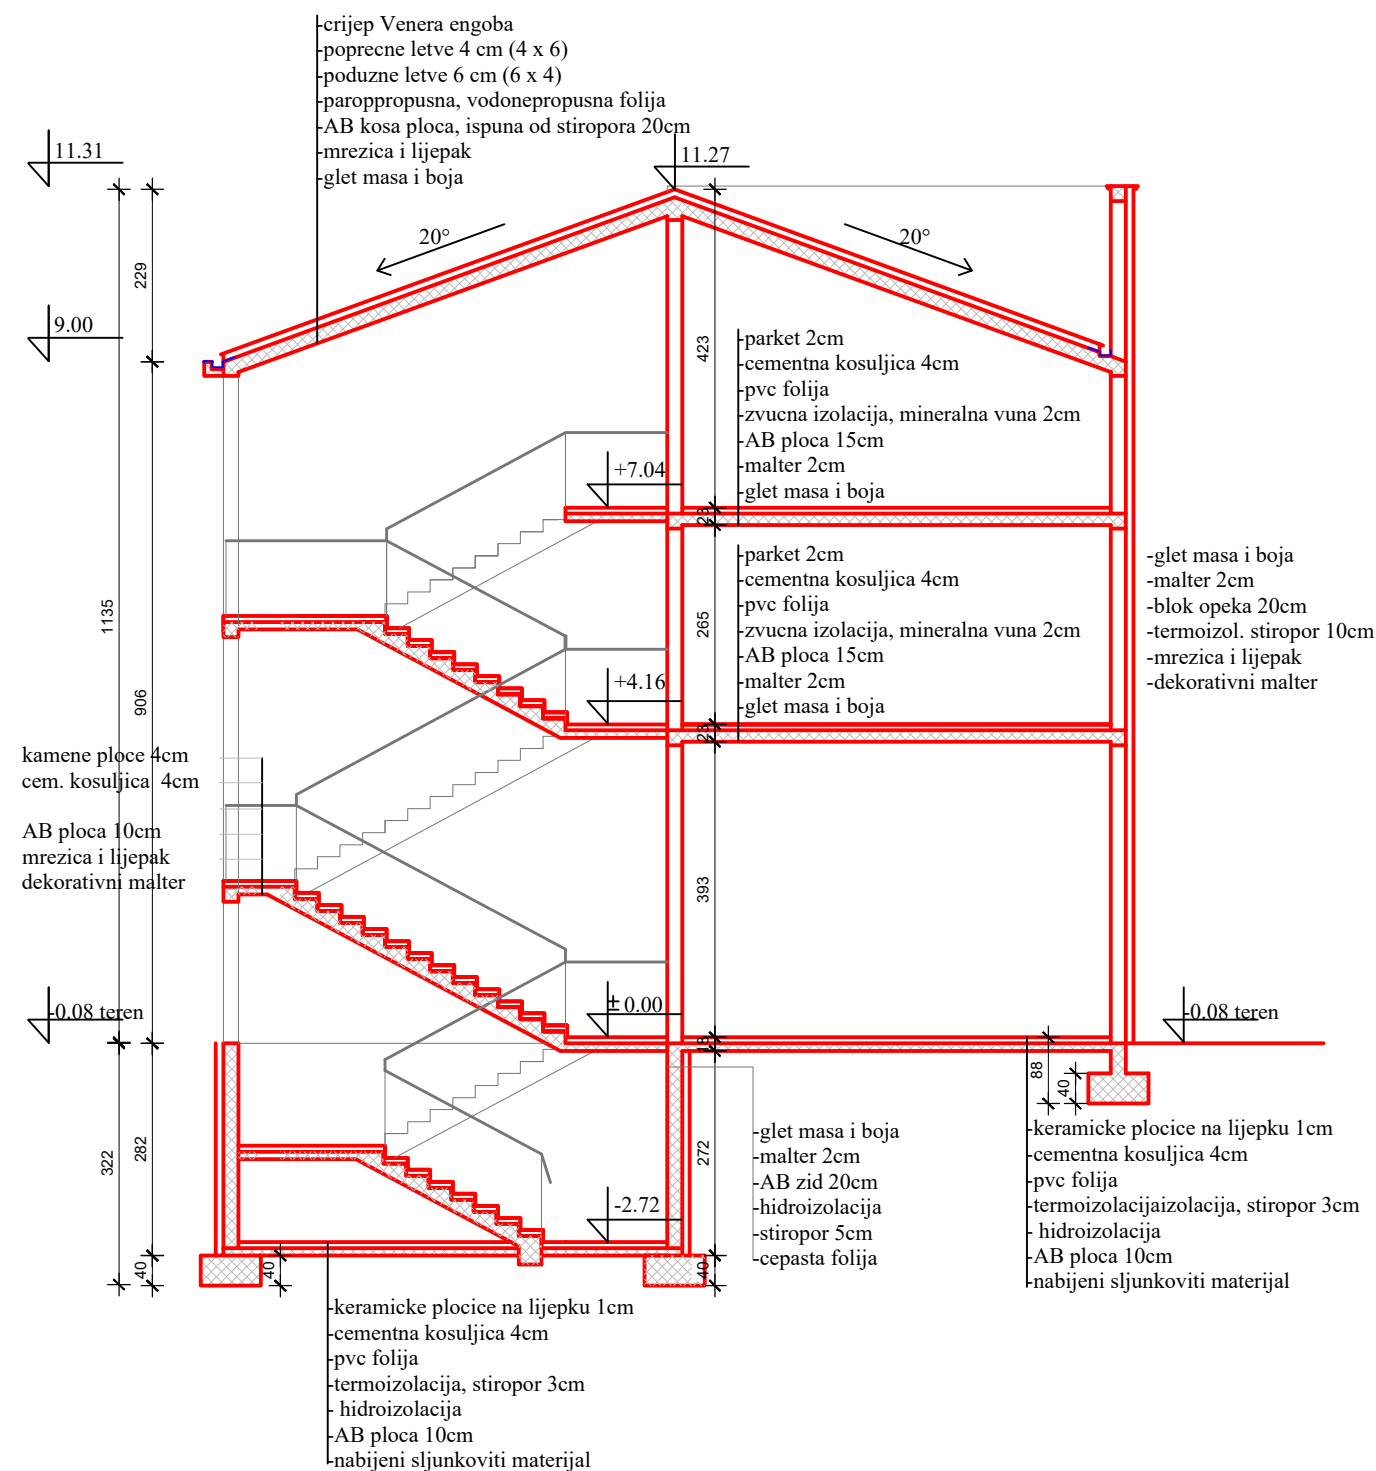 -crijep Venera engoba
-poprecne letve 4 cm (4 x 6)
-poduzne letve 6 cm (6 x 4)
-paroppropusna, vodonepropusna folija
-AB kosa ploca, ispuna od stiropora 20cm
-mrezica i lijepak
-glet masa i boja
11.31
11.27
20°
20°
229
9.00
423
-parket 2cm
-cementna kosuljica 4cm
-pvc folija
-zvucna izolacija, mineralna vuna 2cm
-AB ploca 15cm
-malter 2cm
-glet masa i boja
+7.04
23
-parket 2cm
-cementna kosuljica 4cm
-pvc folija
-zvucna izolacija, mineralna vuna 2cm
-AB ploca 15cm
-malter 2cm
-glet masa i boja
-glet masa i boja
-malter 2cm
-blok opeka 20cm
-termoizol. stiropor 10cm
-mrezica i lijepak
-dekorativni malter
1135
265
906
+4.16
23
kamene ploce 4cm
cem. kosuljica 4cm
AB ploca 10cm
mrezica i lijepak
dekorativni malter
393
-0.08 teren
± 0.00
-0.08 teren
18
88
40
322
282
272
-glet masa i boja
-malter 2cm
-AB zid 20cm
-hidroizolacija
-stiropor 5cm
-cepasta folija
-keramicke plocice na lijepku 1cm
-cementna kosuljica 4cm
-pvc folija
-termoizolacijaizolacija, stiropor 3cm
- hidroizolacija
-AB ploca 10cm
-nabijeni sljunkoviti materijal
-2.72
40
40
40
-keramicke plocice na lijepku 1cm
-cementna kosuljica 4cm
-pvc folija
-termoizolacija, stiropor 3cm
- hidroizolacija
-AB ploca 10cm
-nabijeni sljunkoviti materijal